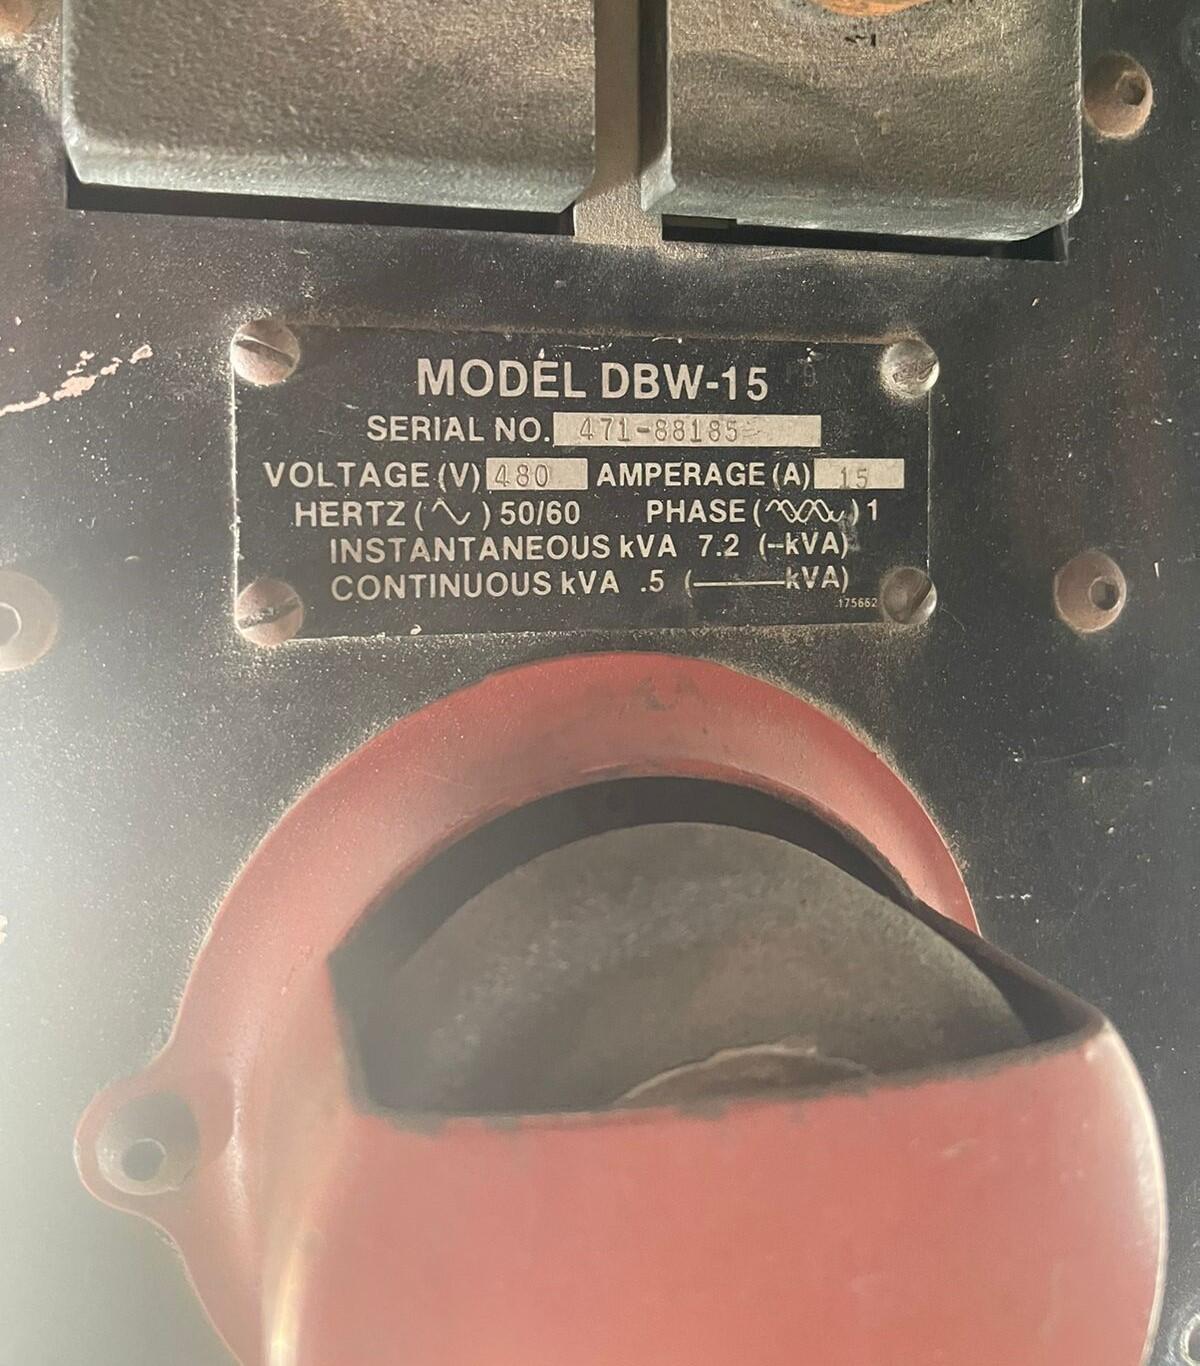 MODEL DBW-15
SERIAL NO. 471-88185
VOLTAGE (V) 480 AMPERAGE (A) 15
HERTZ (∿) 50/60 PHASE () 1
INSTANTANEOUS kVA 7.2 (--kVA)
CONTINUOUS kVA .5 (———kVA)
175662